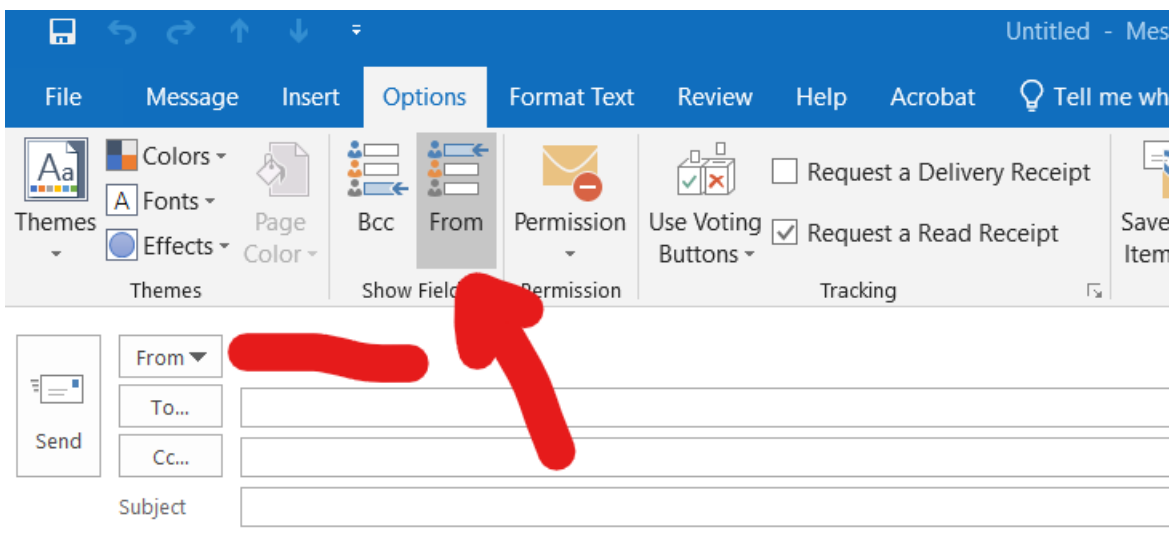 Untitled - Mes
File Message Insert Options Format Text Review Help Acrobat Tell me wh
Aa Colors Request a Delivery Receipt
A Fonts
Themes Page Bcc From Permission Use Voting Request a Read Receipt Save
Effects Color Buttons Item
Themes Show Field Permission Tracking
From
To...
Send
Cc...
Subject